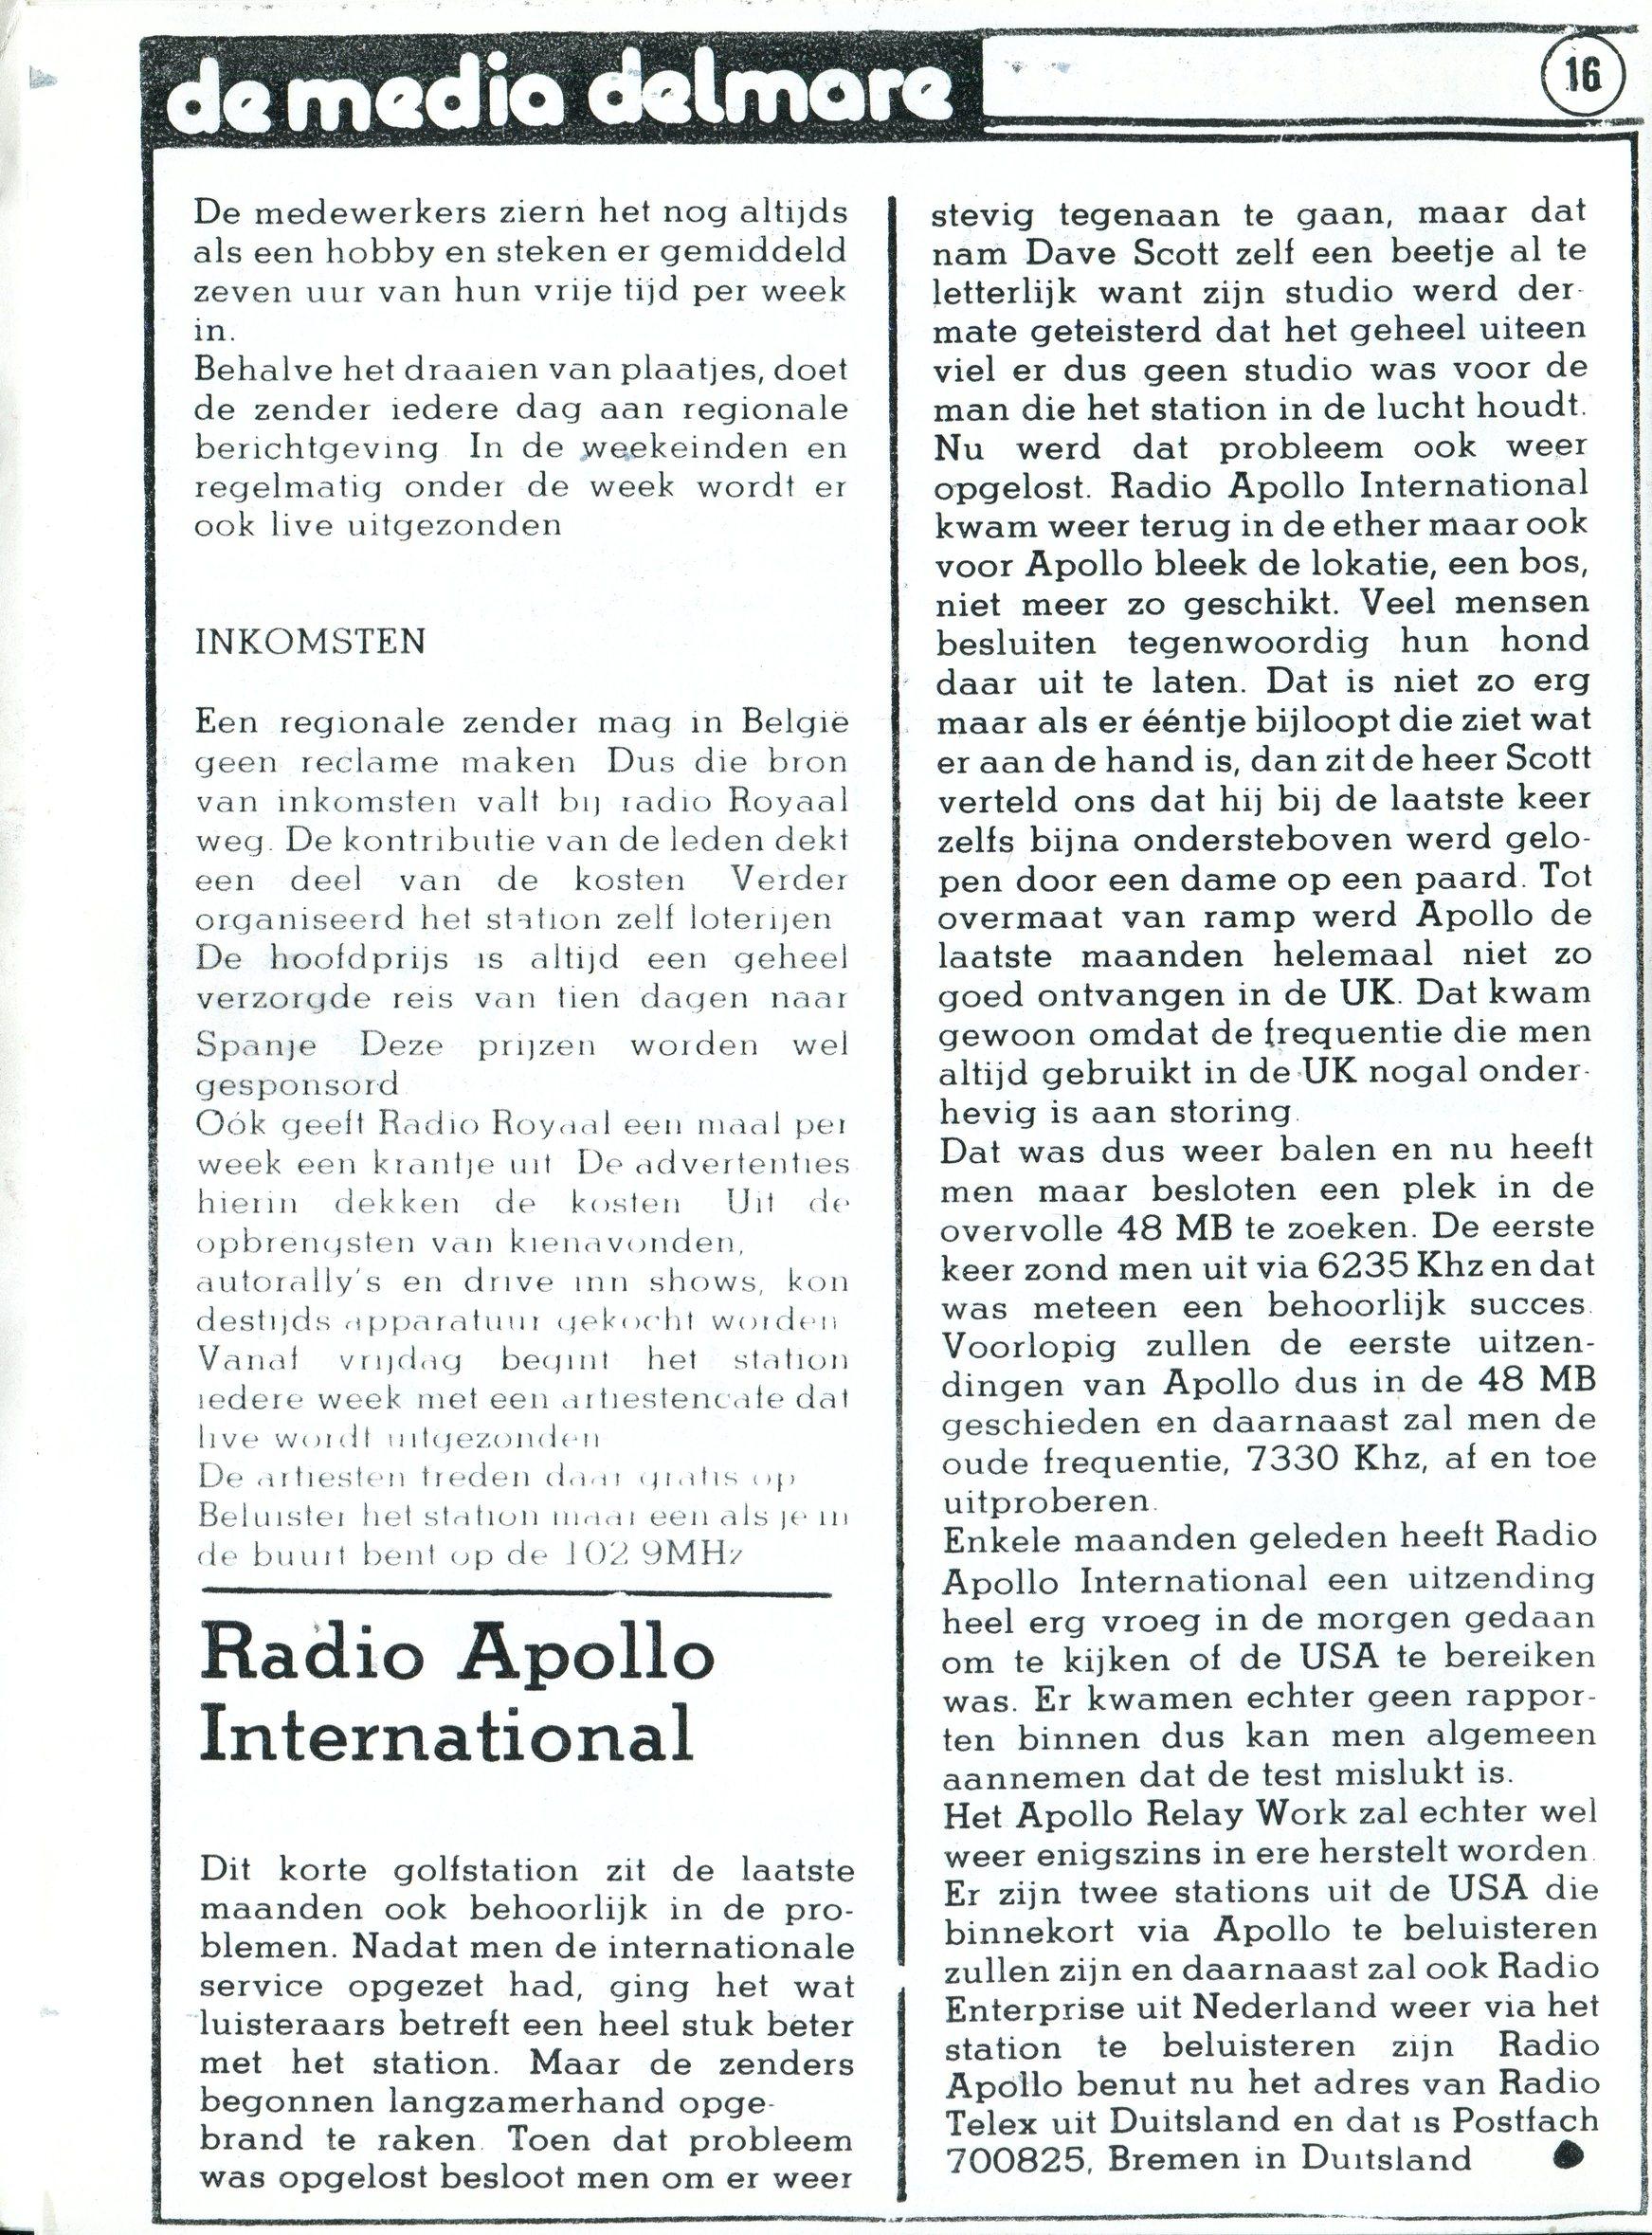 de media delmare
16
De medewerkers ziern het nog altijds
als een hobby en steken er gemiddeld
zeven uur van hun vrije tijd per week
in.
Behalve het draaien van plaatjes, doet
de zender iedere dag aan regionale
berichtgeving In de weekeinden en
regelmatig onder de week wordt er
ook live uitgezonden
INKOMSTEN
Een regionale zender mag in Belgie
geen reclame maken Dus die bron
van inkomsten valt bij radio Royaal
weg. De kontributie van de leden dekt
een deel van de kosten Verder
organiseerd het station zelf loterijen
De hoofdprijs is altijd een geheel
verzorgde reis van tien dagen naar
Spanje Deze prijzen worden wel
gesponsord
Oók geeft Radio Royaal een maal per
week een krantje uit De advertenties
hierin dekken de kosten Uit de
opbrengsten van kienavonden,
autorally's en drive inn shows, kon
destijds apparatuur gekocht worden
Vanaf vrijdag begint het station
iedere week met een artiestencafe dat
live wordt uitgezonden
De artiesten treden daar gratis op
Beluister het station maar een als je in
de buurt bent op de 102 9MHz
Radio Apollo
International
Dit korte golfstation zit de laatste
maanden ook behoorlijk in de pro-
blemen. Nadat men de internationale
service opgezet had, ging het wat
luisteraars betreft een heel stuk beter
met het station. Maar de zenders
begonnen langzamerhand opge-
brand te raken. Toen dat probleem
was opgelost besloot men om er weer
stevig tegenaan te gaan, maar dat
nam Dave Scott zelf een beetje al te
letterlijk want zijn studio werd der-
mate geteisterd dat het geheel uiteen
viel er dus geen studio was voor de
man die het station in de lucht houdt.
Nu werd dat probleem ook weer
opgelost. Radio Apollo International
kwam weer terug in de ether maar ook
voor Apollo bleek de lokatie, een bos,
niet meer zo geschikt. Veel mensen
besluiten tegenwoordig hun hond
daar uit te laten. Dat is niet zo erg
maar als er ééntje bijloopt die ziet wat
er aan de hand is, dan zit de heer Scott
verteld ons dat hij bij de laatste keer
zelfs bijna ondersteboven werd gelo-
pen door een dame op een paard. Tot
overmaat van ramp werd Apollo de
laatste maanden helemaal niet zo
goed ontvangen in de UK. Dat kwam
gewoon omdat de frequentie die men
altijd gebruikt in de UK nogal onder-
hevig is aan storing.
Dat was dus weer balen en nu heeft
men maar besloten een plek in de
overvolle 48 MB te zoeken. De eerste
keer zond men uit via 6235 Khz en dat
was meteen een behoorlijk succes.
Voorlopig zullen de eerste uitzen-
dingen van Apollo dus in de 48 MB
geschieden en daarnaast zal men de
oude frequentie, 7330 Khz, af en toe
uitproberen.
Enkele maanden geleden heeft Radio
Apollo International een uitzending
heel erg vroeg in de morgen gedaan
om te kijken of de USA te bereiken
was. Er kwamen echter geen rappor-
ten binnen dus kan men algemeen
aannemen dat de test mislukt is.
Het Apollo Relay Work zal echter wel
weer enigszins in ere herstelt worden.
Er zijn twee stations uit de USA die
binnekort via Apollo te beluisteren
zullen zijn en daarnaast zal ook Radio
Enterprise uit Nederland weer via het
station te beluisteren zijn Radio
Apollo benut nu het adres van Radio
Telex uit Duitsland en dat is Postfach
700825, Bremen in Duitsland